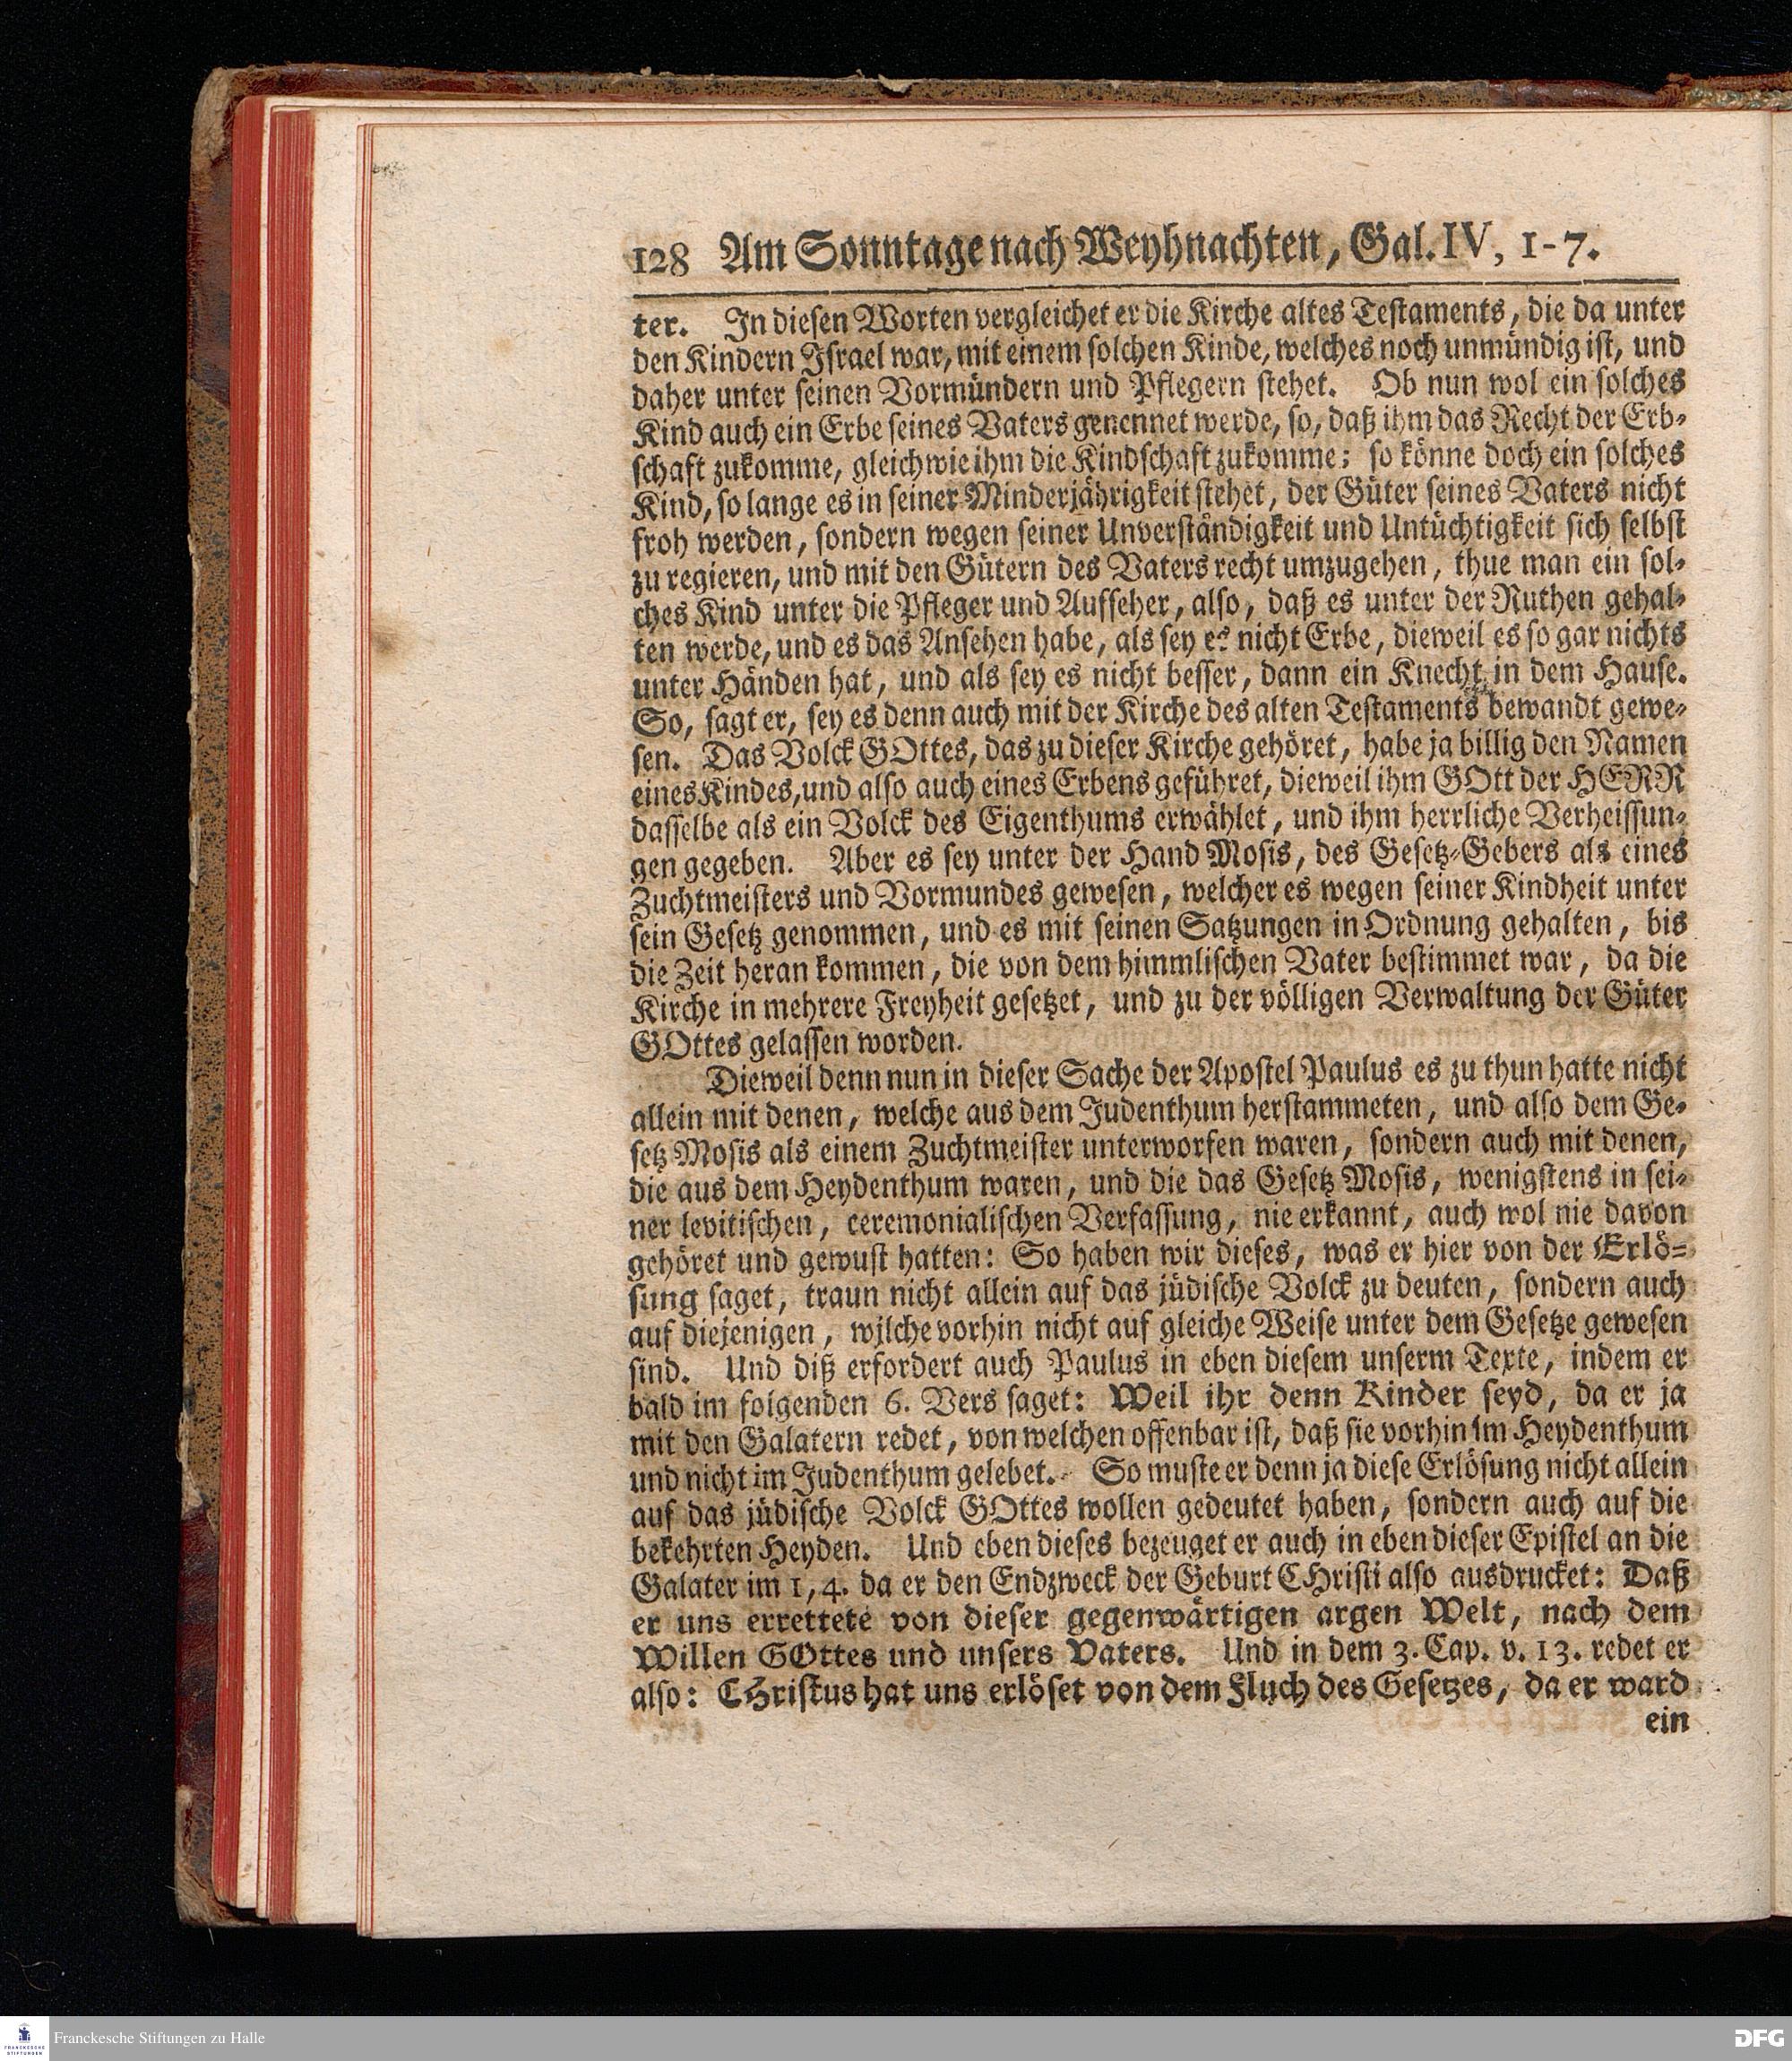 128 Am Sonntage nach Weyhnachten, Gal. IV, 1-7.
ter. In diesen Worten vergleichet er die Kirche altes Testaments, die da unter
den Kindern Israel war, mit einem solchen Kinde, welches noch unmündig ist, und
daher unter seinen Vormündern und Pflegern stehet. Ob nun wol ein solches
Kind auch ein Erbe seines Vaters genennet werde, so, daß ihm das Recht der Erb-
schaft zukomme, gleichwie ihm die Kindschaft zukomme; so könne doch ein solches
Kind, so lange es in seiner Minderjährigkeit stehet, der Güter seines Vaters nicht
froh werden, sondern wegen seiner Unverständigkeit und Untüchtigkeit sich selbst
zu regieren, und mit den Gütern des Vaters recht umzugehen, thue man ein sol-
ches Kind unter die Pfleger und Aufseher, also, daß es unter der Ruthen gehal-
ten werde, und es das Ansehen habe, als sey es nicht Erbe, dieweil es so gar nichts
unter Händen hat, und als sey es nicht besser, dann ein Knecht in dem Hause.
So, sagt er, sey es denn auch mit der Kirche des alten Testaments bewandt gewe-
sen. Das Volck GOttes, das zu dieser Kirche gehöret, habe ja billig den Namen
eines Kindes, und also auch eines Erbens geführet, dieweil ihm GOtt der HERR
dasselbe als ein Volck des Eigenthums erwählet, und ihm herrliche Verheissun-
gen gegeben. Aber es sey unter der Hand Mosis, des Gesetz-Gebers als eines
Zuchtmeisters und Vormundes gewesen, welcher es wegen seiner Kindheit unter
sein Gesetz genommen, und es mit seinen Satzungen in Ordnung gehalten, bis
die Zeit heran kommen, die von dem himmlischen Vater bestimmet war, da die
Kirche in mehrere Freyheit gesetzet, und zu der völligen Verwaltung der Güter
GOttes gelassen worden.
Dieweil denn nun in dieser Sache der Apostel Paulus es zu thun hatte nicht
allein mit denen, welche aus dem Judenthum herstammeten, und also dem Ge-
setz Mosis als einem Zuchtmeister unterworfen waren, sondern auch mit denen,
die aus dem Heydenthum waren, und die das Gesetz Mosis, wenigstens in sei-
ner levitischen, ceremonialischen Verfassung, nie erkannt, auch wol nie davon
gehöret und gewust hatten: So haben wir dieses, was er hier von der Erlö-
sung saget, traun nicht allein auf das jüdische Volck zu deuten, sondern auch
auf diejenigen, wjlche vorhin nicht auf gleiche Weise unter dem Gesetze gewesen
sind. Und diß erfordert auch Paulus in eben diesem unserm Texte, indem er
bald im folgenden 6. Vers saget: Weil ihr denn Kinder seyd, da er ja
mit den Galatern redet, von welchen offenbar ist, daß sie vorhin im Heydenthum
und nicht im Judenthum gelebet. So muste er denn ja diese Erlösung nicht allein
auf das jüdische Volck GOttes wollen gedeutet haben, sondern auch auf die
bekehrten Heyden. Und eben dieses bezeuget er auch in eben dieser Epistel an die
Galater im 1, 4. da er den Endzweck der Geburt CHristi also ausdrucket: Daß
er uns errettete von dieser gegenwärtigen argen Welt, nach dem
Willen GOttes und unsers Vaters. Und in dem 3. Cap. v. 13. redet er
also: CHristus hat uns erlöset von dem Fluch des Gesetzes, da er ward
ein
FRANCKESCHE
STIFTUNGEN
Franckesche Stiftungen zu Halle
DFG